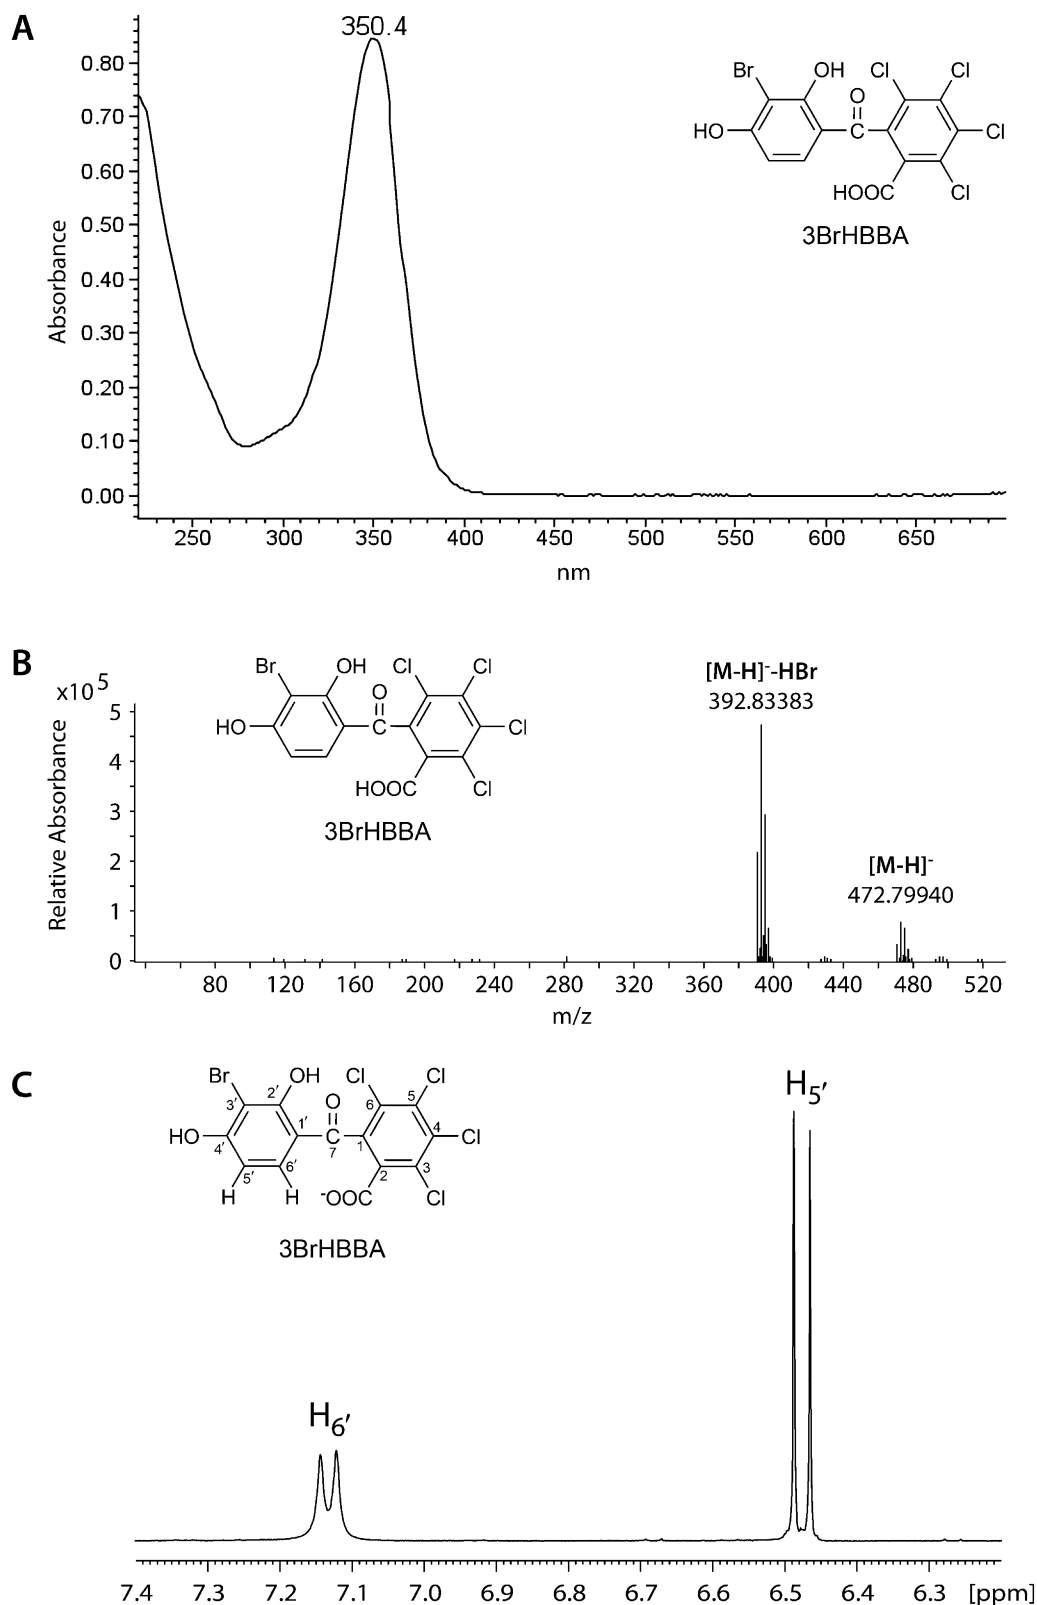 A
350.4
0.80
0.70
0.60
0.50
0.40
0.30
0.20
0.10
0.00
Absorbance
250 300 350 400 450 500 550 600 650
nm
Br OH O Cl Cl
HO C Cl
HOOC Cl
3BrHBBA
B
x10⁵
5
4
3
2
1
0
Relative Absorbance
80 120 160 200 240 280 320 360 400 440 480 520
m/z
Br OH O Cl Cl
HO C Cl
HOOC Cl
3BrHBBA
[M-H]⁻-HBr
392.83383
[M-H]⁻
472.79940
C
Br OH O Cl Cl
3′ 2′ 6 5
HO 4′ 1′ C 7 1 4 Cl
5′ 6′ 2 3
H H ⁻OOC Cl
3BrHBBA
H₆′
H₅′
7.4 7.3 7.2 7.1 7.0 6.9 6.8 6.7 6.6 6.5 6.4 6.3 [ppm]